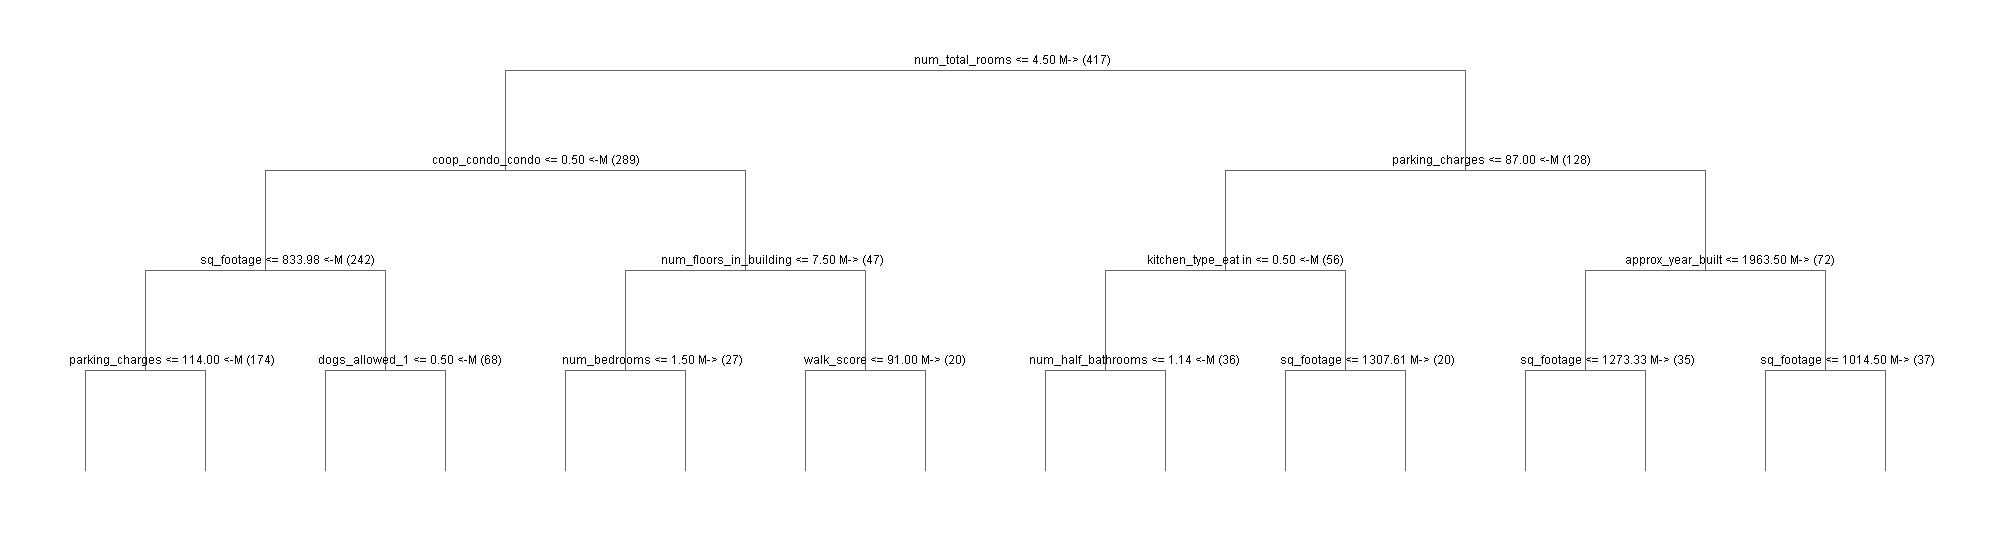 num_total_rooms <= 4.50 M-> (417)
coop_condo_condo <= 0.50 <-M (289)
parking_charges <= 87.00 <-M (128)
sq_footage <= 833.98 <-M (242)
num_floors_in_building <= 7.50 M-> (47)
kitchen_type_eat in <= 0.50 <-M (56)
approx_year_built <= 1963.50 M-> (72)
parking_charges <= 114.00 <-M (174)
dogs_allowed_1 <= 0.50 <-M (68)
num_bedrooms <= 1.50 M-> (27)
walk_score <= 91.00 M-> (20)
num_half_bathrooms <= 1.14 <-M (36)
sq_footage <= 1307.61 M-> (20)
sq_footage <= 1273.33 M-> (35)
sq_footage <= 1014.50 M-> (37)